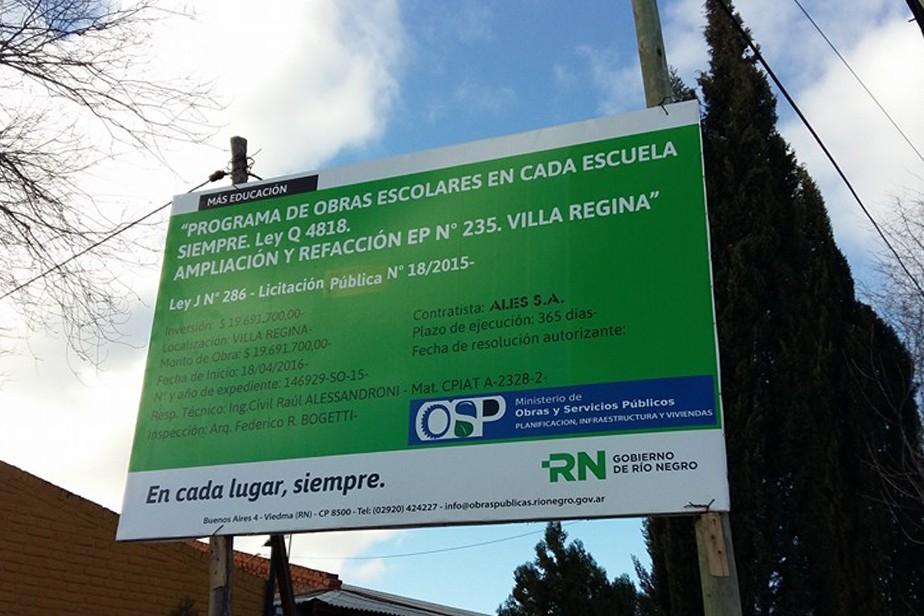 MÁS EDUCACIÓN
“PROGRAMA DE OBRAS ESCOLARES EN CADA ESCUELA
SIEMPRE. Ley Q 4818.
AMPLIACIÓN Y REFACCIÓN EP N° 235. VILLA REGINA”
Ley J N° 286 - Licitación Pública N° 18/2015-
Inversión: $ 19.691.700,00-
Localización: VILLA REGINA-
Monto de Obra: $ 19.691.700,00-
Fecha de Inicio: 18/04/2016-
N° y año de expediente: 146929-SO-15-
Resp. Técnico: Ing.Civil Raúl ALESSANDRONI - Mat. CPIAT A-2328-2-
Inspección: Arq. Federico R. BOGETTI-
Contratista: ALES S.A.
Plazo de ejecución: 365 días-
Fecha de resolución autorizante:
OSP
Ministerio de
Obras y Servicios Públicos
PLANIFICACION, INFRAESTRUCTURA Y VIVIENDAS
En cada lugar, siempre.
RN GOBIERNO
DE RÍO NEGRO
Buenos Aires 4 - Viedma (RN) - CP 8500 - Tel: (02920) 424227 - info@obraspublicas.rionegro.gov.ar